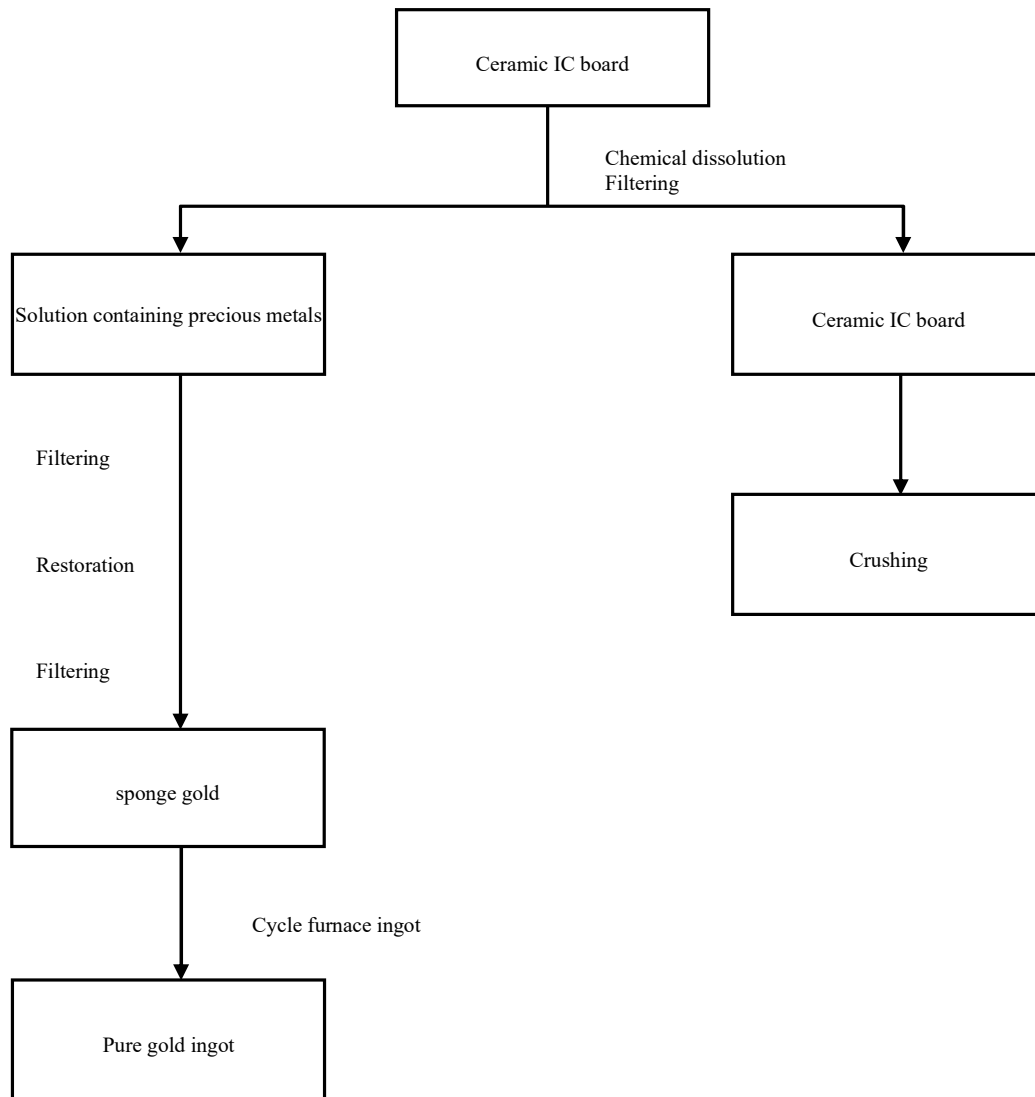 Ceramic IC board
Chemical dissolution
Filtering
Solution containing precious metals
Ceramic IC board
Filtering
Crushing
Restoration
Filtering
sponge gold
Cycle furnace ingot
Pure gold ingot